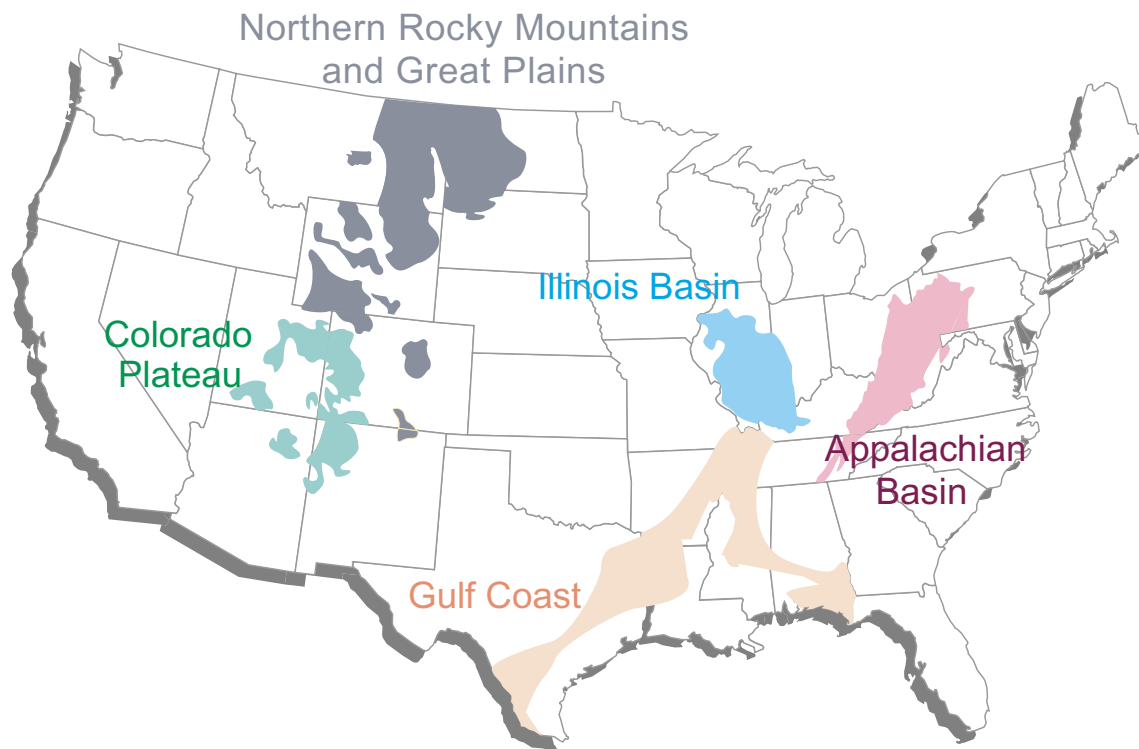 Northern Rocky Mountains
and Great Plains
Illinois Basin
Colorado
Plateau
Appalachian
Basin
Gulf Coast